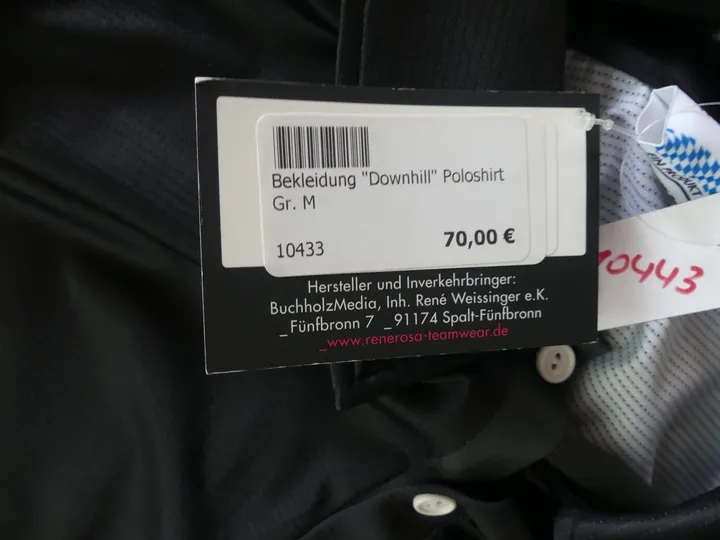 Bekleidung "Downhill" Poloshirt
Gr. M
10433
70,00 €
Hersteller und Inverkehrbringer:
BuchholzMedia, Inh. René Weissinger e.K.
_Fünfbronn 7 _91174 Spalt-Fünfbronn
_www.renerosa-teamwear.de
PRODUKT
10443